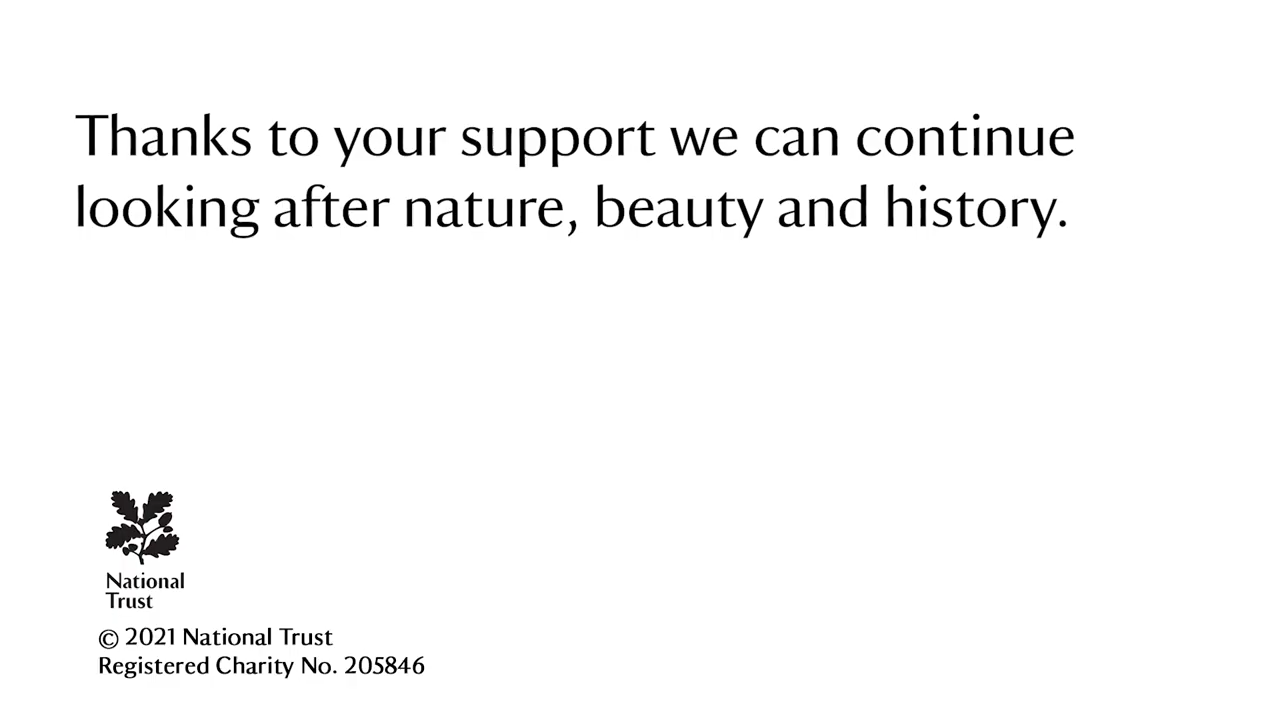 Thanks to your support we can continue
looking after nature, beauty and history.
National
Trust
© 2021 National Trust
Registered Charity No. 205846